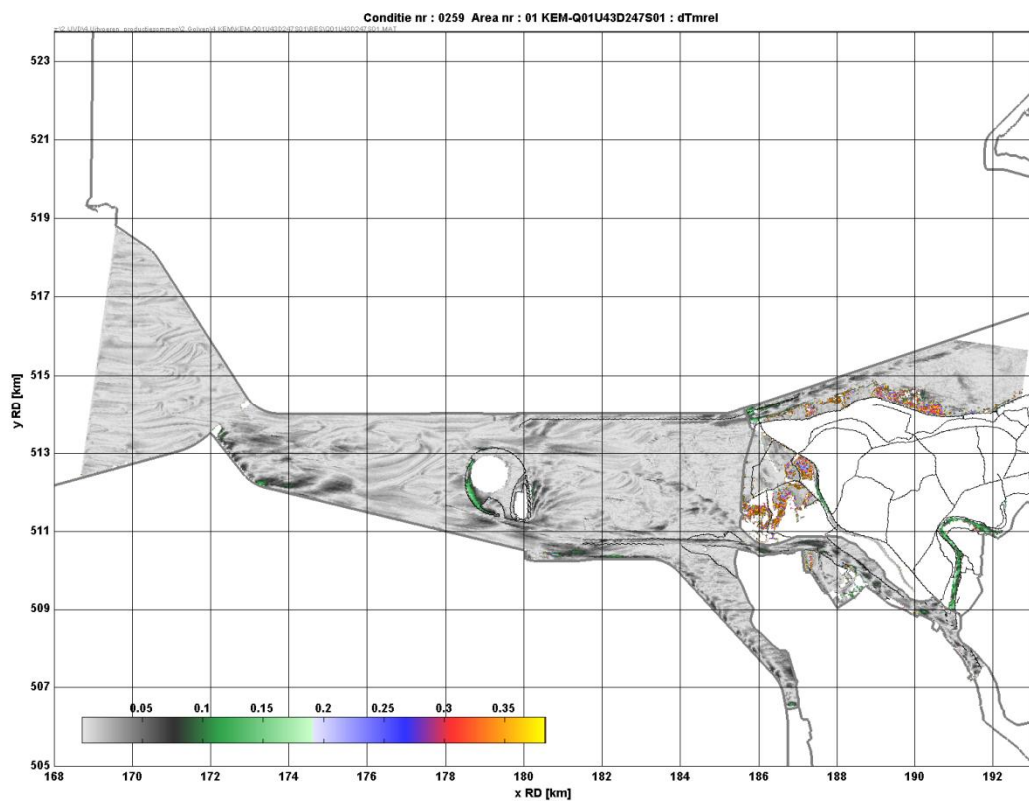 Conditie nr : 0259 Area nr : 01 KEM-Q01U43D247S01 : dTmrel
523
521
519
517
515
513
511
509
507
505
y RD [km]
0.05 0.1 0.15 0.2 0.25 0.3 0.35
168 170 172 174 176 178 180 182 184 186 188 190 192
x RD [km]